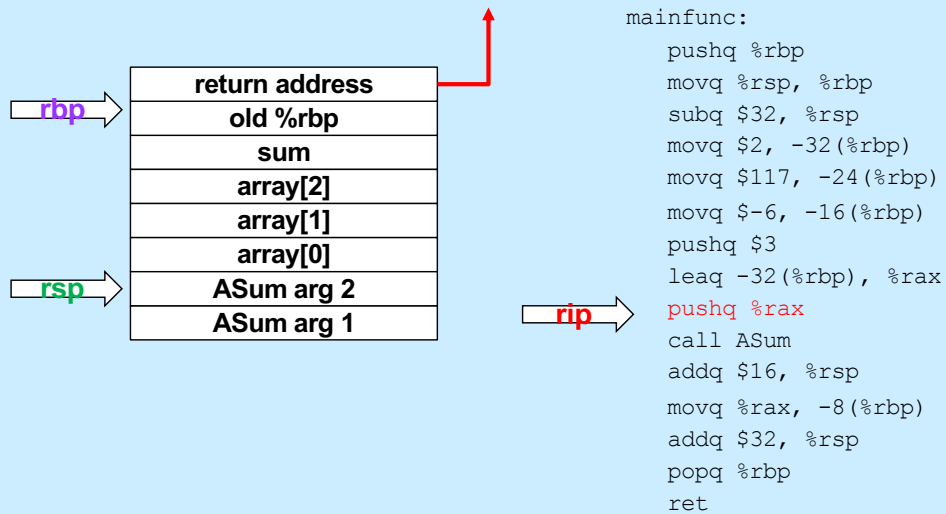 return address
rbp
old %rbp
sum
array[2]
array[1]
array[0]
rsp
ASum arg 2
ASum arg 1
rip
mainfunc:
pushq %rbp
movq %rsp, %rbp
subq $32, %rsp
movq $2, -32(%rbp)
movq $117, -24(%rbp)
movq $-6, -16(%rbp)
pushq $3
leaq -32(%rbp), %rax
pushq %rax
call ASum
addq $16, %rsp
movq %rax, -8(%rbp)
addq $32, %rsp
popq %rbp
ret